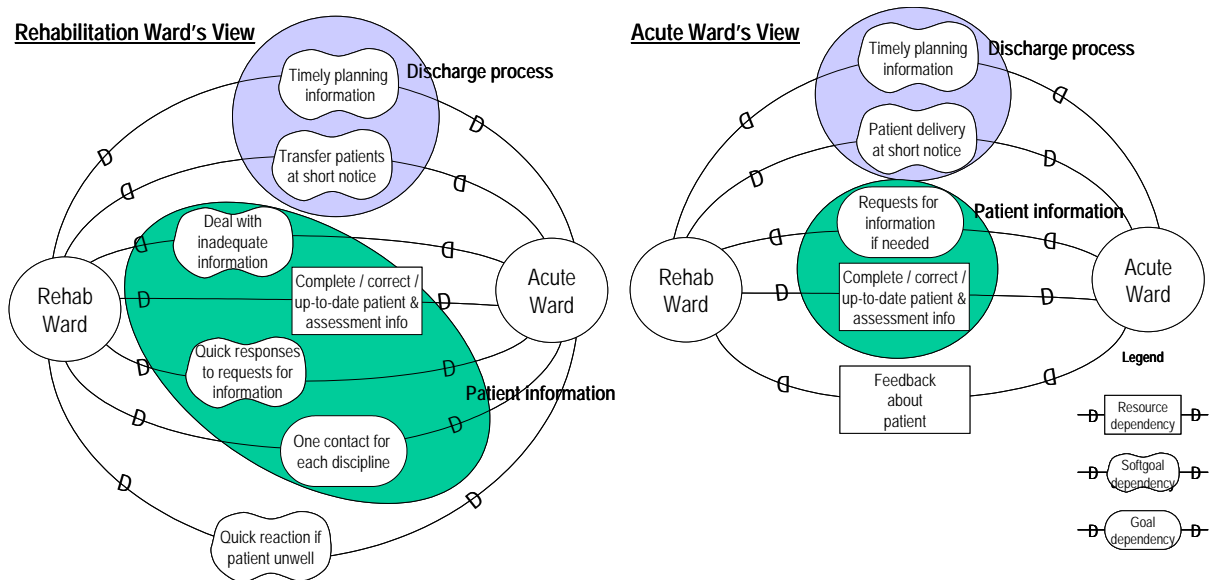 Rehabilitation Ward's View
Timely planning
information
Discharge process
D
D
Transfer patients
at short notice
D
D
Deal with
inadequate
information
D
D
Rehab
Ward
Acute
Ward
Complete / correct /
up-to-date patient &
assessment info
D
D
Quick responses
to requests for
information
D
D
Patient information
One contact for
each discipline
D
D
Quick reaction if
patient unwell
D
D
Acute Ward's View
Timely planning
information
Discharge process
D
D
Patient delivery
at short notice
D
D
Requests for
information
if needed
Patient information
D
D
Rehab
Ward
Acute
Ward
Complete / correct /
up-to-date patient &
assessment info
D
D
Feedback
about
patient
D
D
Legend
D
Resource
dependency
D
D
Softgoal
dependency
D
D
Goal
dependency
D